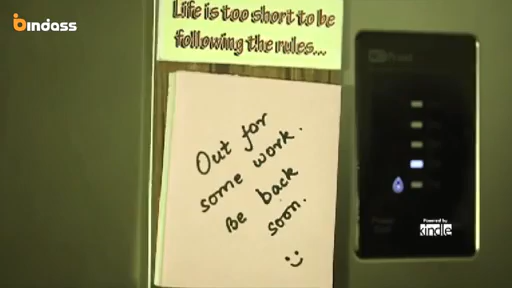 bindass
Life is too short to be
following the rules...
Out for
some work.
Be back
soon.
Powered by
kindle